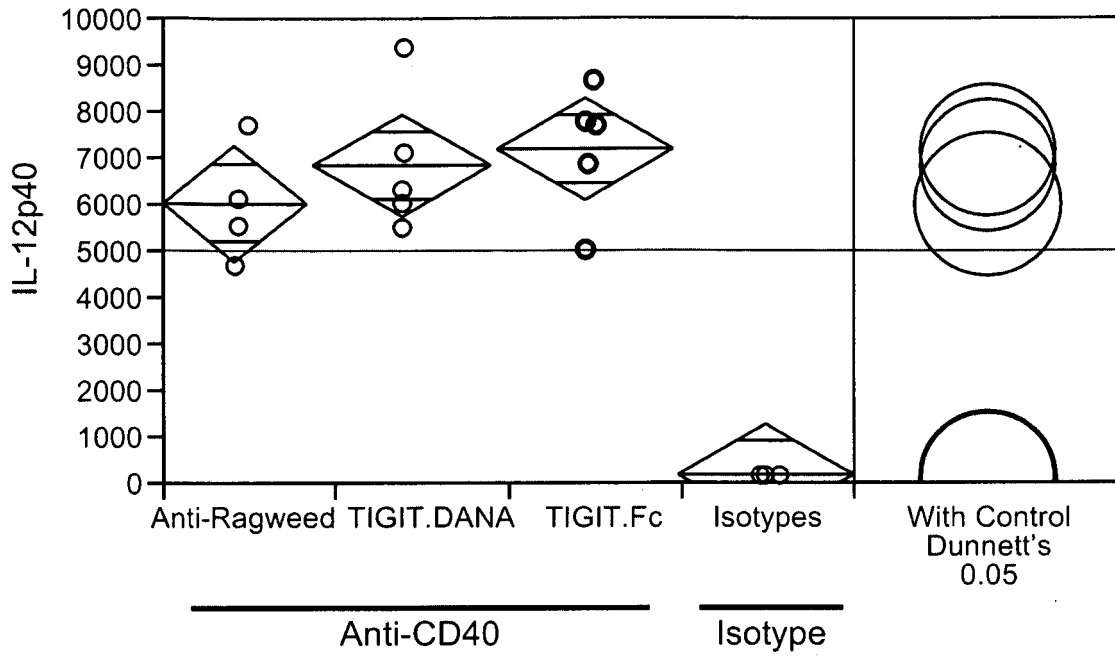 IL-12p40
10000
9000
8000
7000
6000
5000
4000
3000
2000
1000
0
Anti-Ragweed TIGIT.DANA TIGIT.Fc Isotypes
With Control
Dunnett's
0.05
Anti-CD40 Isotype